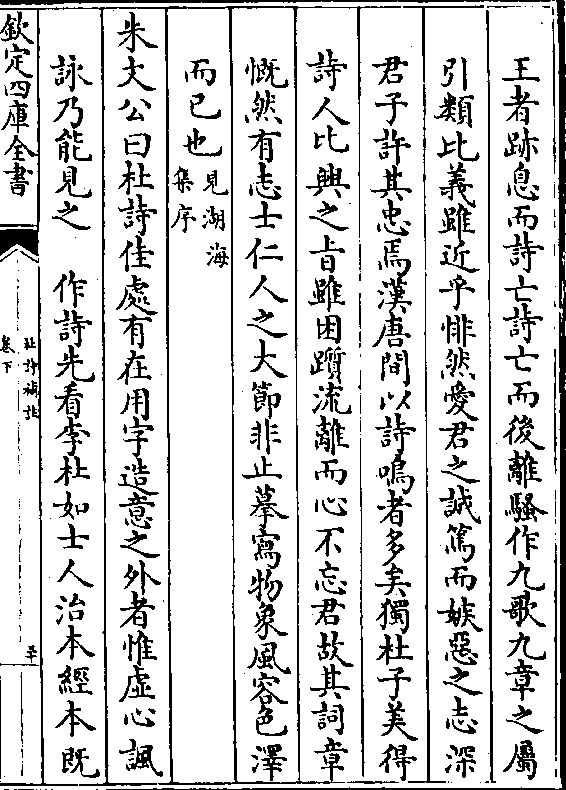 王者跡息而詩亡詩亡而後離騷作九歌九章之屬
引類比義雖近乎悱然愛君之誠篤而嫉惡之志深
君子許其忠焉漢唐間以詩鳴者多矣獨杜子美得
詩人比興之旨雖困躓流離而心不忘君故其詞章
慨然有志士仁人之大節非止摹寫物象風容色澤
而已也見湖海
集序
朱文公曰杜詩佳處有在用字造意之外者惟虛心諷
詠乃能見之　作詩先看李杜如士人治本經本既
欽定四庫全書
卷下